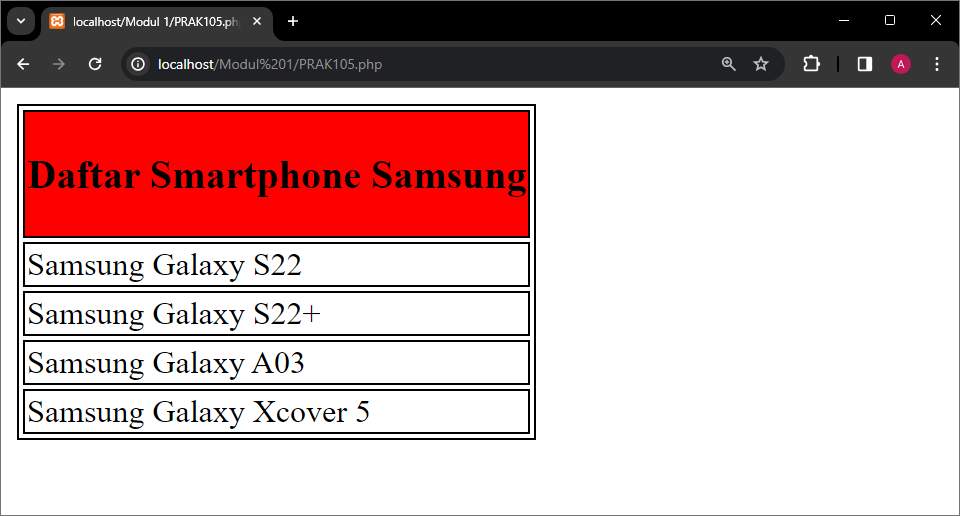 localhost/Modul 1/PRAK105.ph
localhost/Modul%201/PRAK105.php
A
Daftar Smartphone Samsung
Samsung Galaxy S22
Samsung Galaxy S22+
Samsung Galaxy A03
Samsung Galaxy Xcover 5